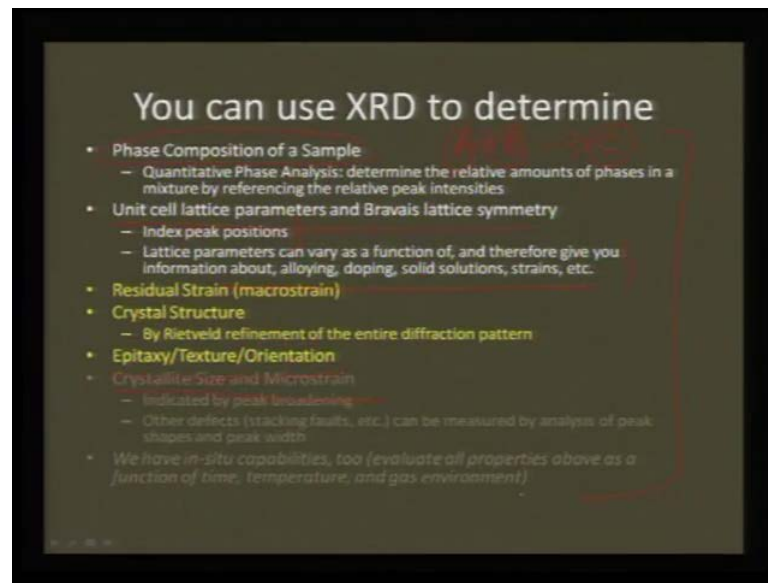 You can use XRD to determine
• Phase Composition of a Sample
– Quantitative Phase Analysis: determine the relative amounts of phases in a
mixture by referencing the relative peak intensities
• Unit cell lattice parameters and Bravais lattice symmetry
– Index peak positions
– Lattice parameters can vary as a function of, and therefore give you
information about, alloying, doping, solid solutions, strains, etc.
• Residual Strain (macrostrain)
• Crystal Structure
– By Rietveld refinement of the entire diffraction pattern
• Epitaxy/Texture/Orientation
• Crystallite Size and Microstrain
– Indicated by peak broadening
– Other defects (stacking faults, etc.) can be measured by analysis of peak
shapes and peak width
• We have in-situ capabilities, too (evaluate all properties above as a
function of time, temperature, and gas environment)